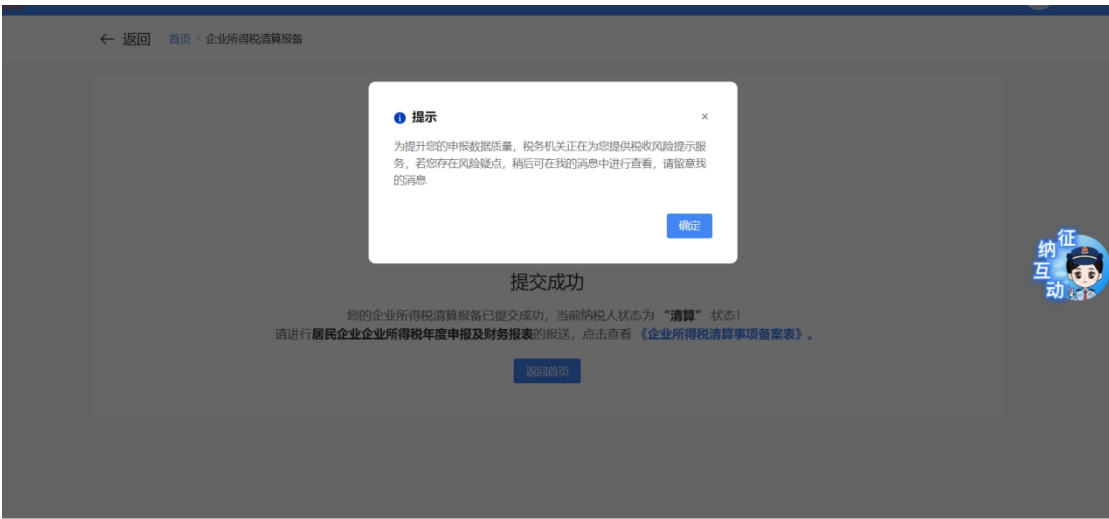 ← 返回 首页 › 企业所得税清算报备
提示 ×
为提升您的申报数据质量，税务机关正在为您提供税收风险提示服
务，若您存在风险疑点，稍后可在我的消息中进行查看，请留意我
的消息
确定
征纳互动
提交成功
您的企业所得税清算报备已提交成功，当前纳税人状态为 “清算” 状态！
请进行居民企业企业所得税年度申报及财务报表的报送，点击查看 《企业所得税清算事项备案表》 。
返回首页